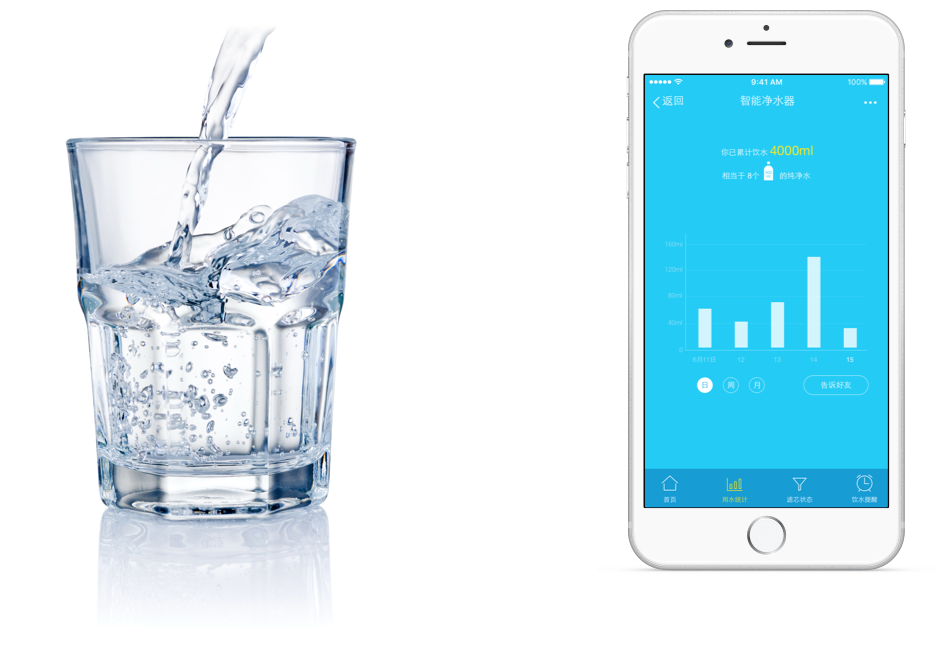 9:41 AM 100%
返回 智能净水器
你已累计饮水 4000ml
相当于 8个 的纯净水
160ml
120ml
80ml
40ml
0
6月11日 12 13 14 15
日 周 月 告诉好友
首页 用水统计 滤芯状态 饮水提醒